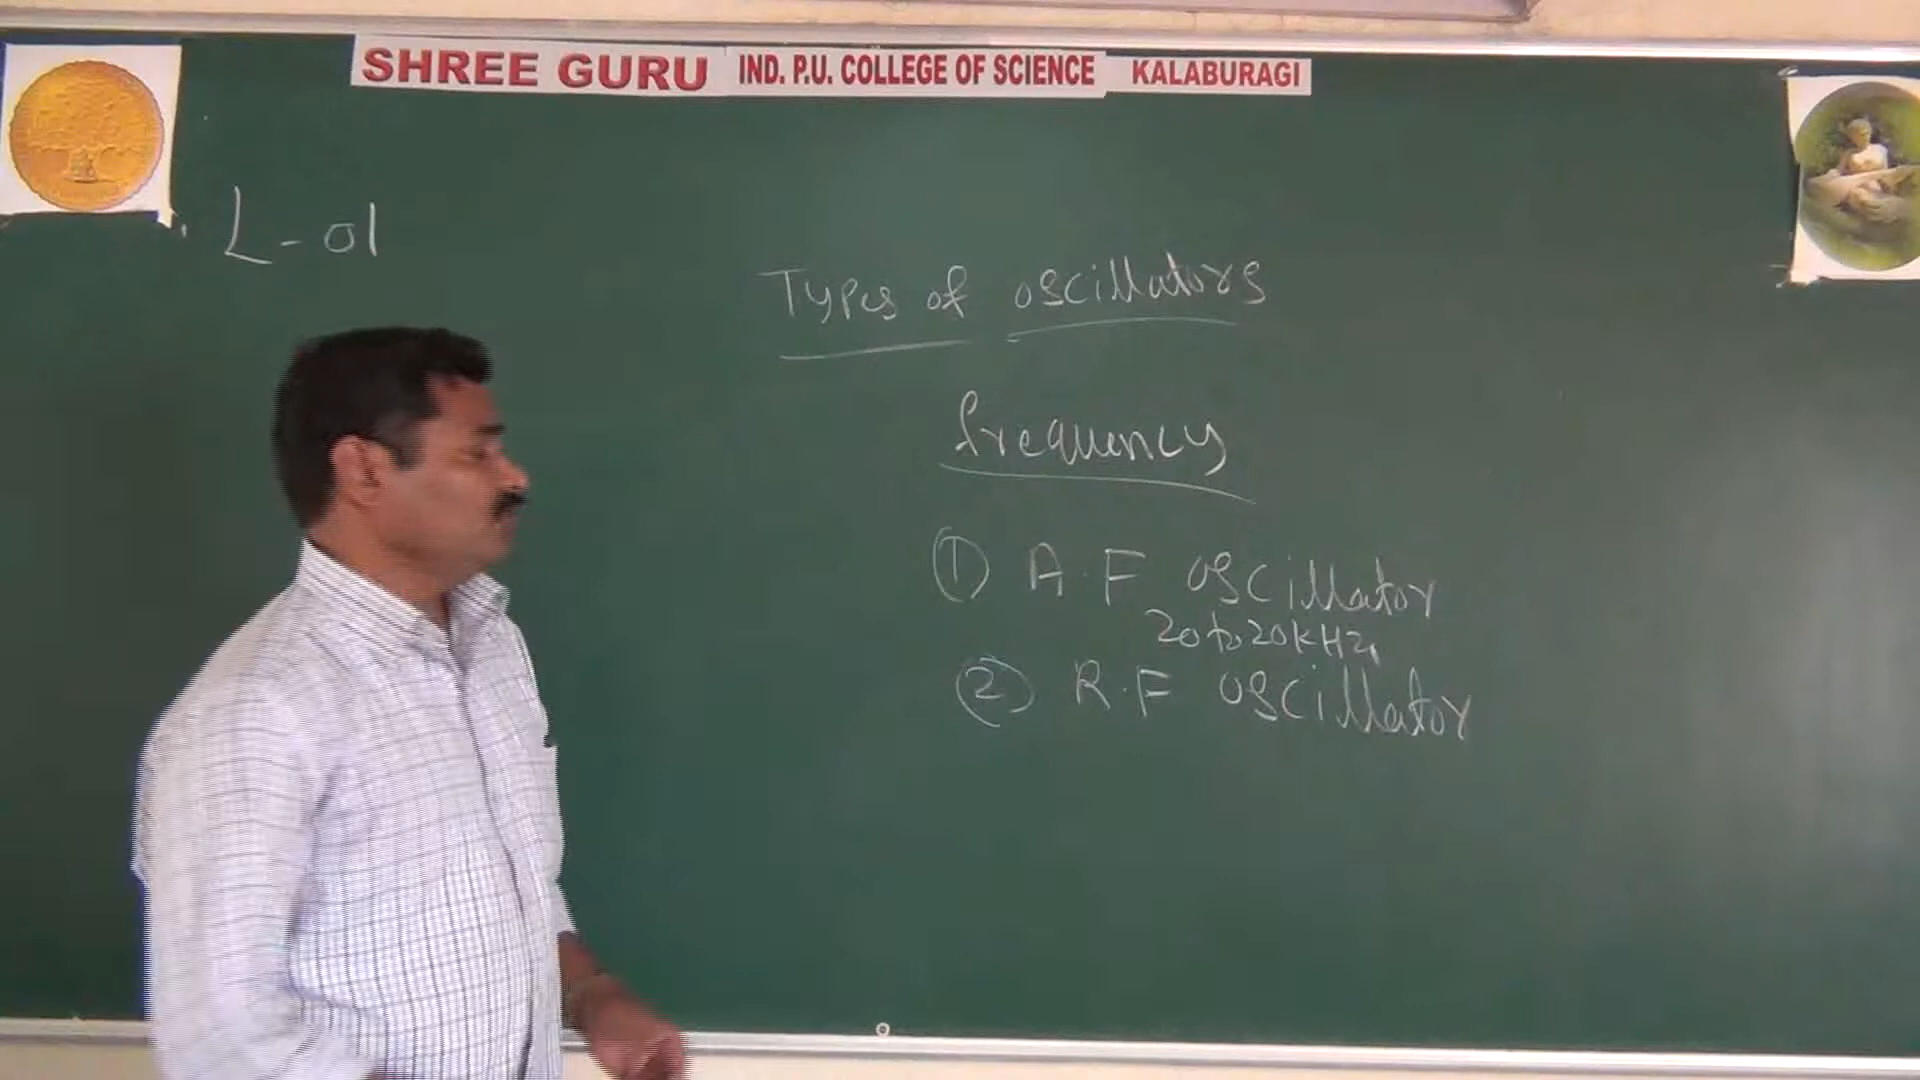 SHREE GURU IND. P.U. COLLEGE OF SCIENCE KALABURAGI
L-01
Types of oscillators
frequency
① A.F oscillator
20 to 20KHz
② R.F oscillator